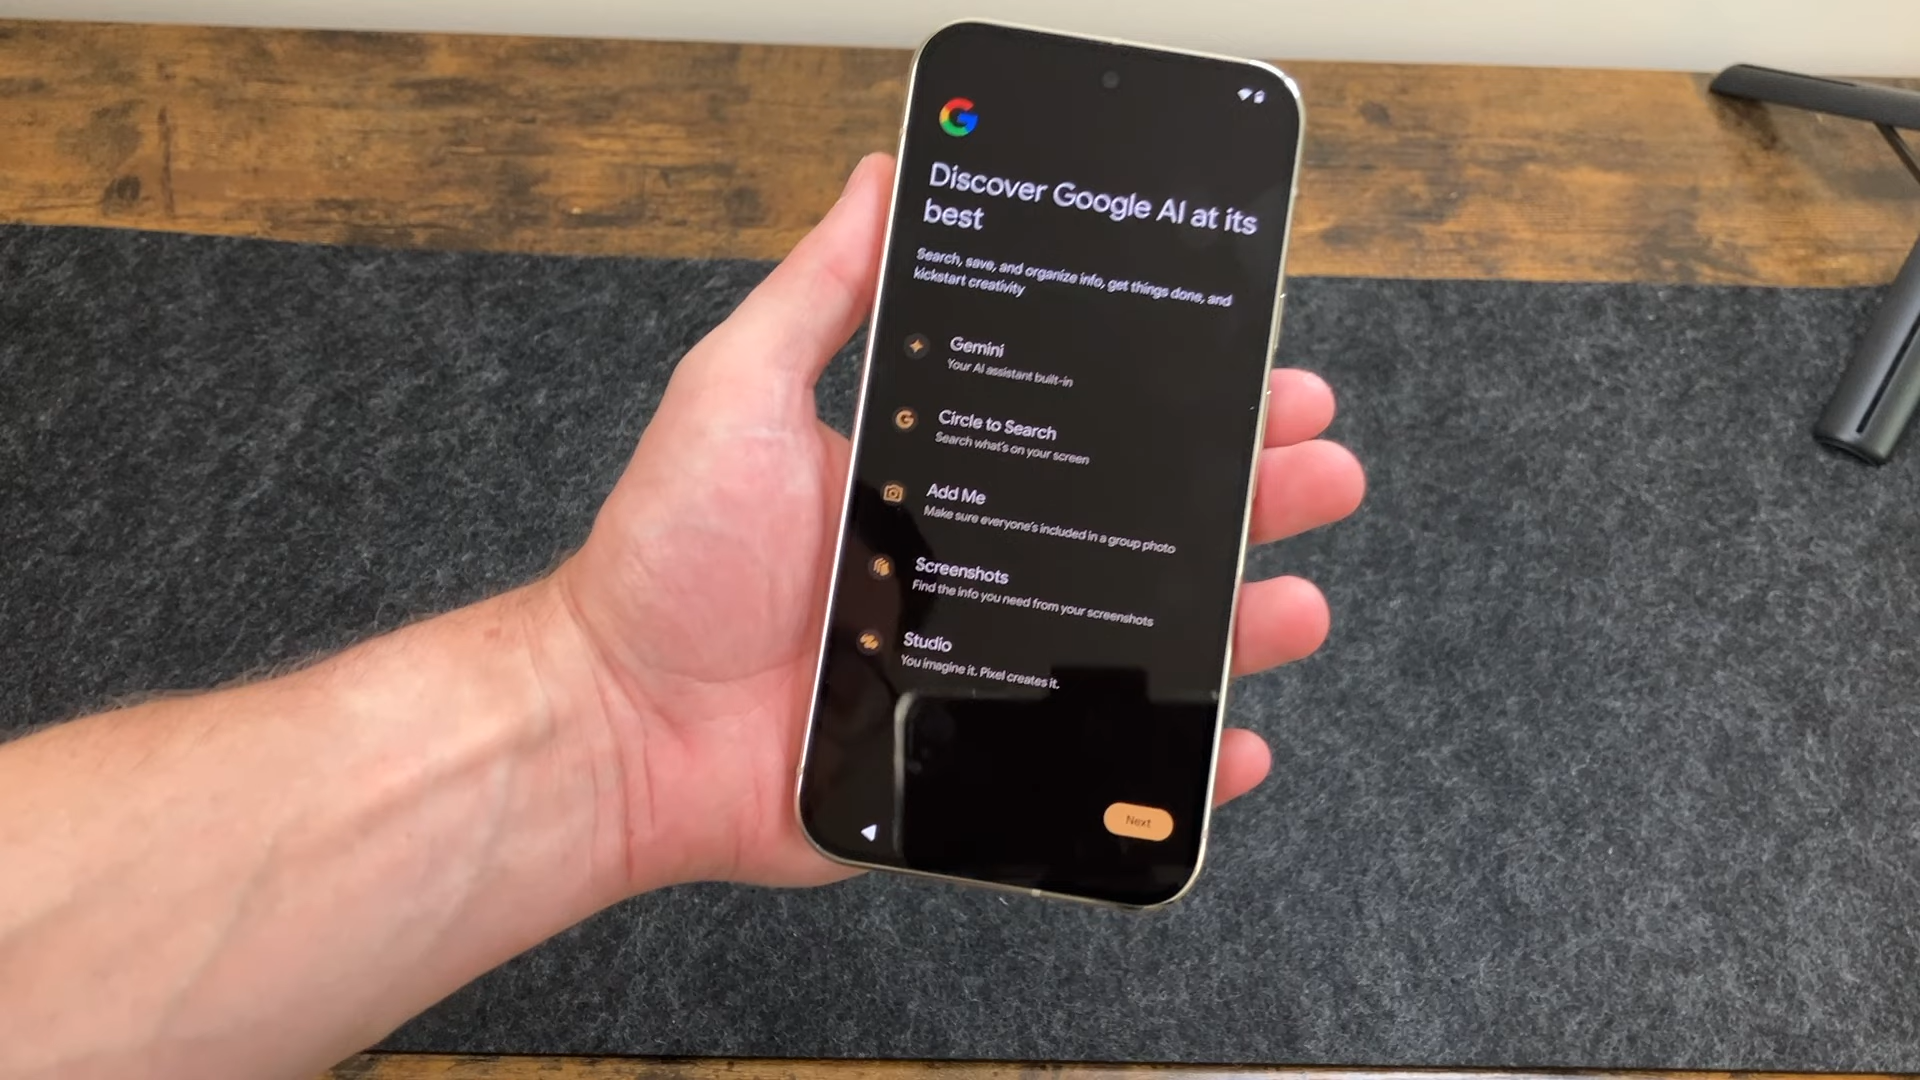 Discover Google AI at its
best
Search, save, and organize info, get things done, and
kickstart creativity
Gemini
Your AI assistant built-in
Circle to Search
Search what's on your screen
Add Me
Make sure everyone's included in a group photo
Screenshots
Find the info you need from your screenshots
Studio
You imagine it. Pixel creates it.
Next